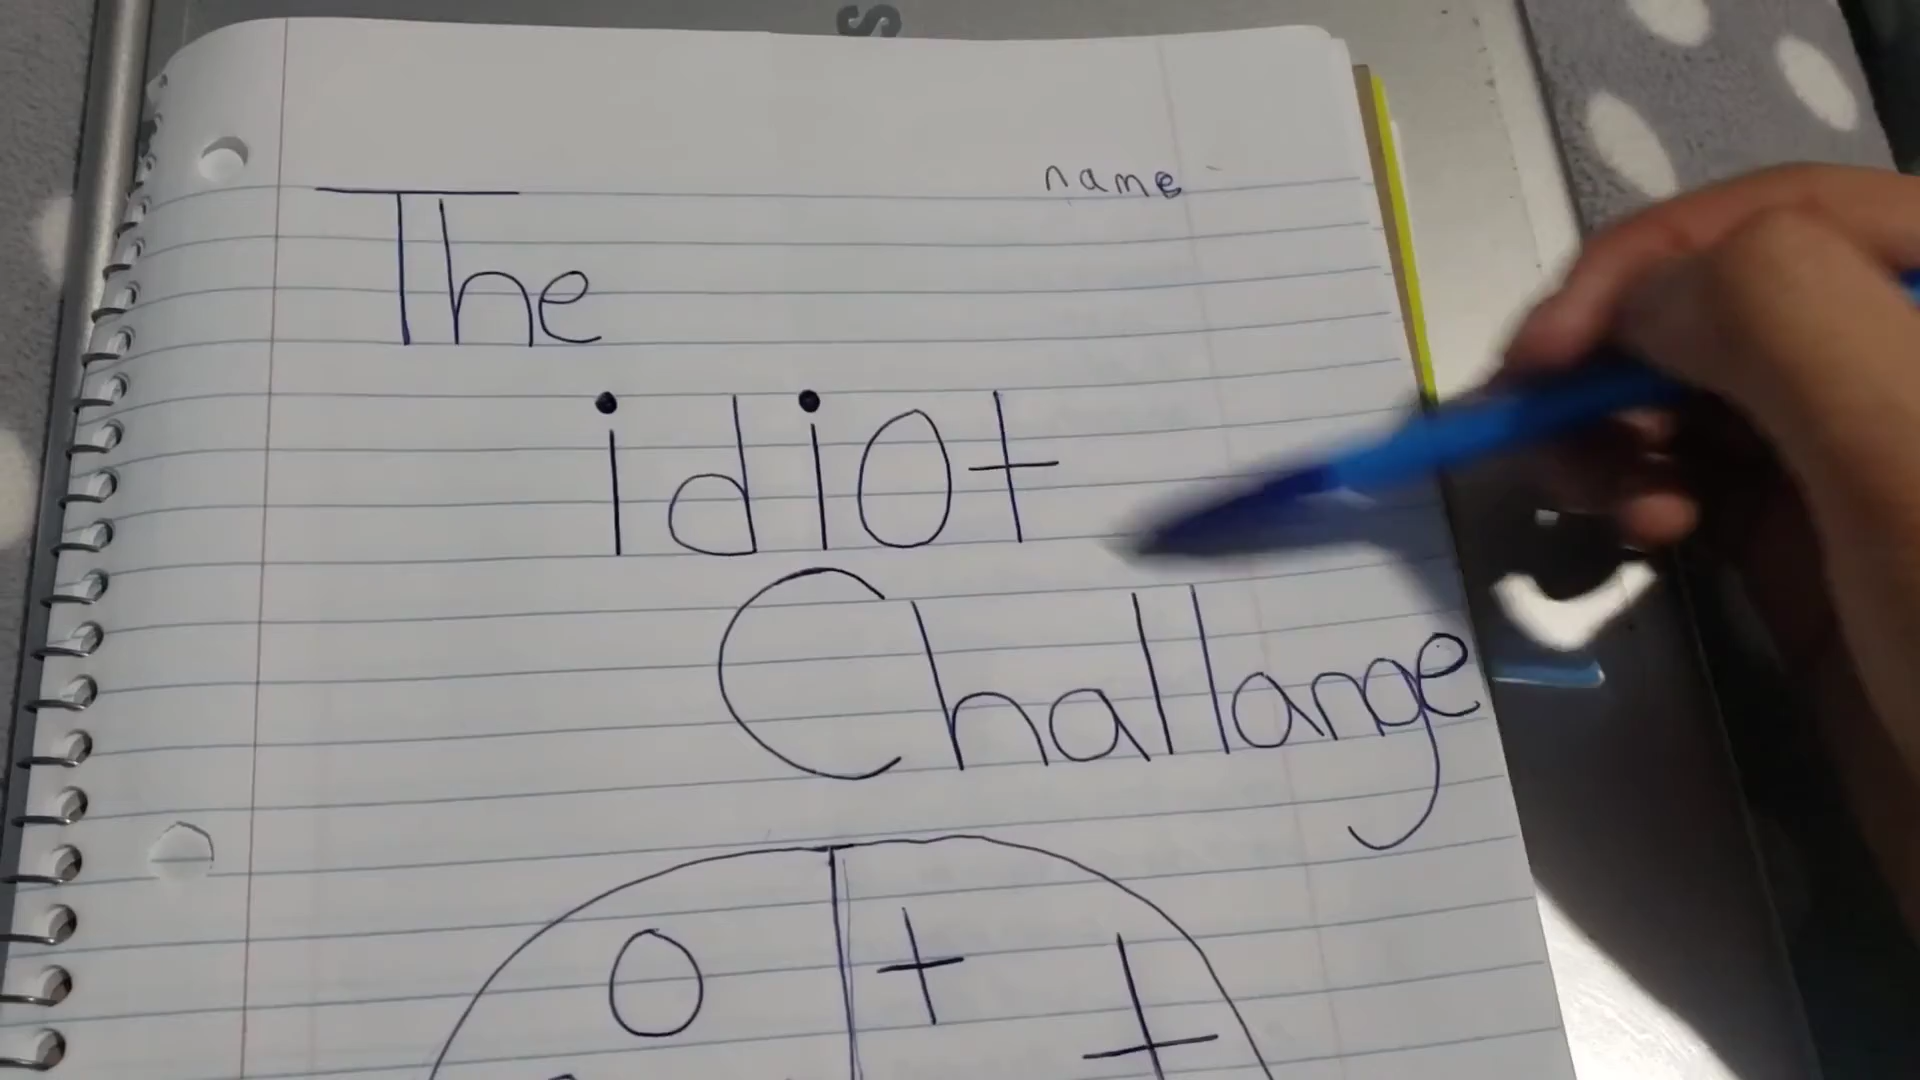 name
The
idiot
Challange
O + +
S